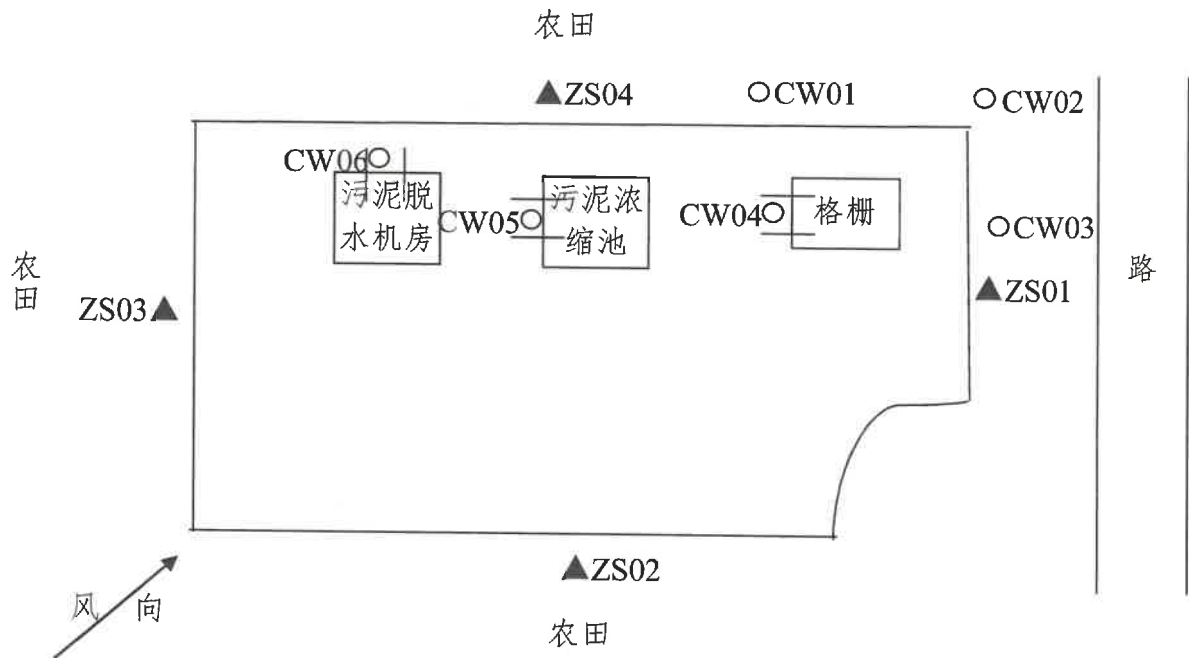 农田
▲ZS04
○CW01
○CW02
CW06○
污泥脱
水机房
CW05○
污泥浓
缩池
CW04○
格栅
○CW03
农
田
ZS03▲
▲ZS01
路
▲ZS02
风向
农田